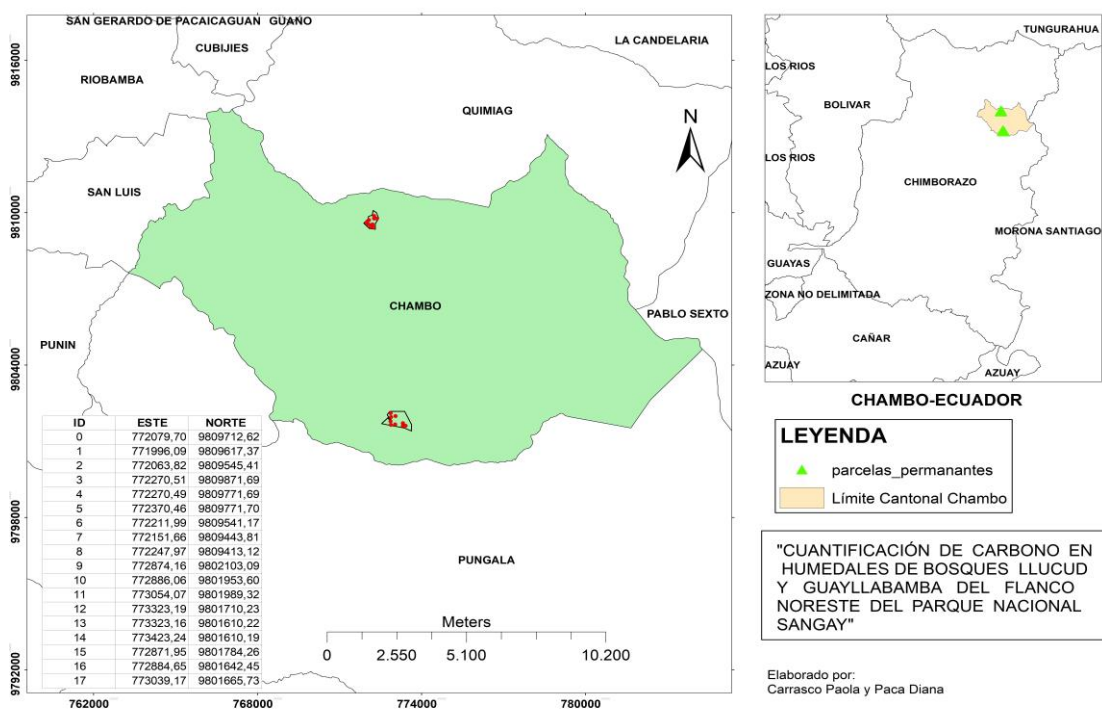 SAN GERARDO DE PACAICAGUAN GUANO
CUBIJIES
RIOBAMBA
LA CANDELARIA
QUIMIAG
N
SAN LUIS
CHAMBO
PABLO SEXTO
PUNIN
PUNGALA
9816000
9810000
9804000
9798000
9792000
762000 768000 774000 780000
ID ESTE NORTE
0 772079,70 9809712,62
1 771996,09 9809617,37
2 772063,82 9809545,41
3 772270,51 9809871,69
4 772270,49 9809771,69
5 772370,46 9809771,70
6 772211,99 9809541,17
7 772151,66 9809443,81
8 772247,97 9809413,12
9 772874,16 9802103,09
10 772886,06 9801953,60
11 773054,07 9801989,32
12 773323,19 9801710,23
13 773323,16 9801610,22
14 773423,24 9801610,19
15 772871,95 9801784,26
16 772884,65 9801642,45
17 773039,17 9801665,73
Meters
0 2.550 5.100 10.200
TUNGURAHUA
LOS RIOS
BOLIVAR
LOS RIOS
CHIMBORAZO
MORONA SANTIAGO
GUAYAS
ZONA NO DELIMITADA
CAÑAR
AZUAY
AZUAY
CHAMBO-ECUADOR
LEYENDA
parcelas_permanantes
Límite Cantonal Chambo
"CUANTIFICACIÓN DE CARBONO EN
HUMEDALES DE BOSQUES LLUCUD
Y GUAYLLABAMBA DEL FLANCO
NORESTE DEL PARQUE NACIONAL
SANGAY"
Elaborado por:
Carrasco Paola y Paca Diana